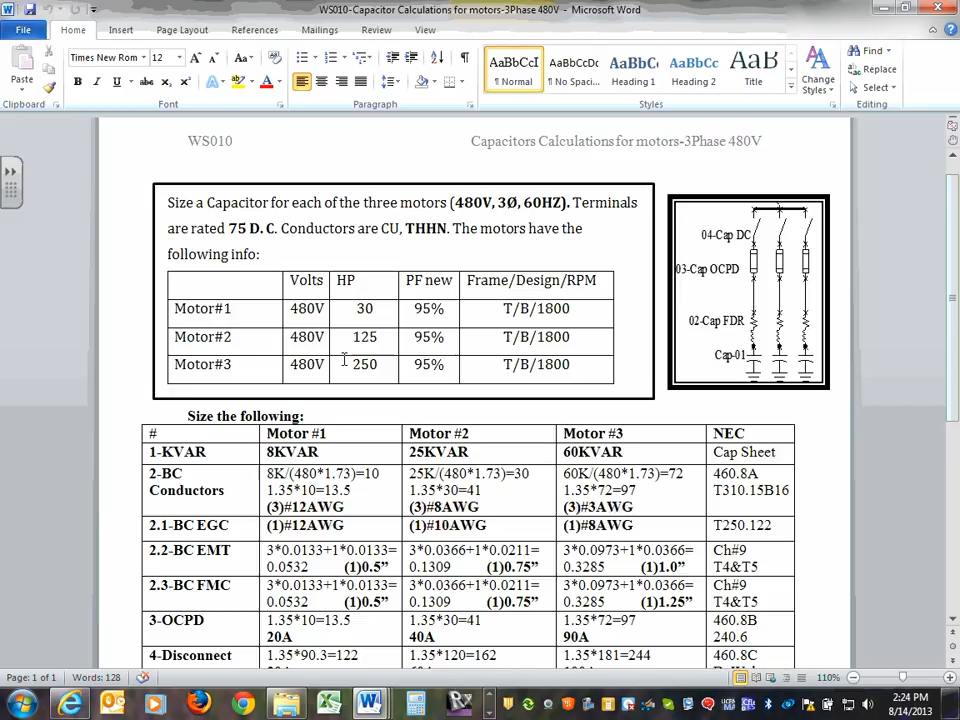 WS010-Capacitor Calculations for motors-3Phase 480V - Microsoft Word
File Home Insert Page Layout References Mailings Review View
Times New Rom 12
Paste
Clipboard Font Paragraph Styles Editing
AaBbCcI AaBbCcDc AaBbC AaBbCc AaB
¶ Normal ¶ No Spaci... Heading 1 Heading 2 Title
Change Styles
Find
Replace
Select
WS010 Capacitors Calculations for motors-3Phase 480V
Size a Capacitor for each of the three motors (480V, 3Ø, 60HZ). Terminals
are rated 75 D. C. Conductors are CU, THHN. The motors have the
following info:
Volts HP PF new Frame/Design/RPM
Motor#1 480V 30 95% T/B/1800
Motor#2 480V 125 95% T/B/1800
Motor#3 480V 250 95% T/B/1800
04-Cap DC
03-Cap OCPD
02-Cap FDR
Cap-01
Size the following:
# Motor #1 Motor #2 Motor #3 NEC
1-KVAR 8KVAR 25KVAR 60KVAR Cap Sheet
2-BC 8K/(480*1.73)=10 25K/(480*1.73)=30 60K/(480*1.73)=72 460.8A
Conductors 1.35*10=13.5 1.35*30=41 1.35*72=97 T310.15B16
(3)#12AWG (3)#8AWG (3)#3AWG
2.1-BC EGC (1)#12AWG (1)#10AWG (1)#8AWG T250.122
2.2-BC EMT 3*0.0133+1*0.0133= 3*0.0366+1*0.0211= 3*0.0973+1*0.0366= Ch#9
0.0532 (1)0.5” 0.1309 (1)0.75” 0.3285 (1)1.0” T4&T5
2.3-BC FMC 3*0.0133+1*0.0133= 3*0.0366+1*0.0211= 3*0.0973+1*0.0366= Ch#9
0.0532 (1)0.5” 0.1309 (1)0.75” 0.3285 (1)1.25” T4&T5
3-OCPD 1.35*10=13.5 1.35*30=41 1.35*72=97 460.8B
20A 40A 90A 240.6
4-Disconnect 1.35*90.3=122 1.35*120=162 1.35*181=244 460.8C
Page: 1 of 1 Words: 128 110%
2:24 PM
8/14/2013